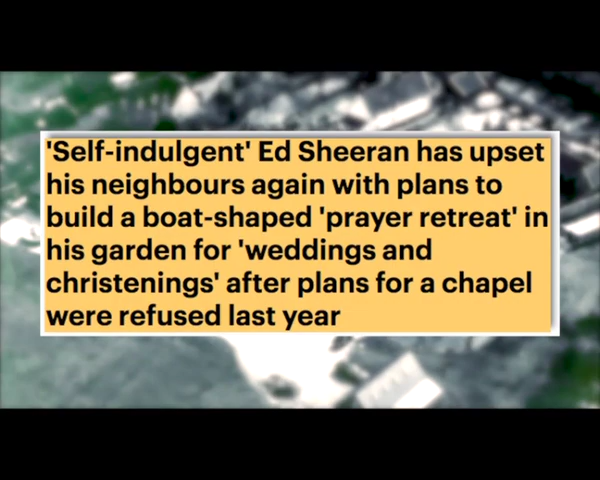 'Self-indulgent' Ed Sheeran has upset
his neighbours again with plans to
build a boat-shaped 'prayer retreat' in
his garden for 'weddings and
christenings' after plans for a chapel
were refused last year